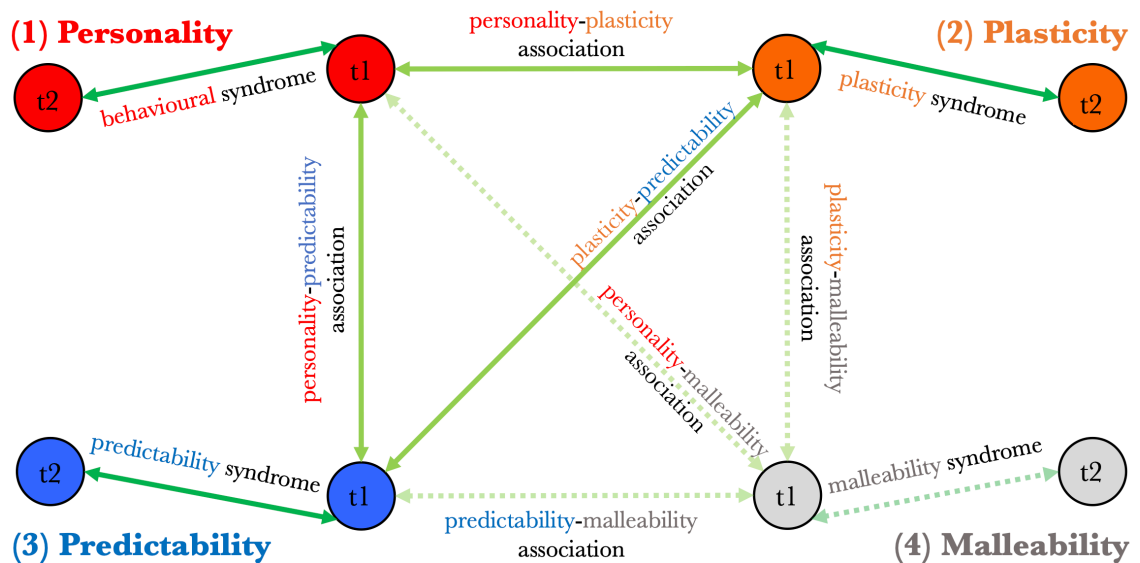 (1) Personality
personality-plasticity
association
(2) Plasticity
t2
t1
behavioural syndrome
t1
t2
plasticity syndrome
personality-predictability
association
plasticity-predictability
association
plasticity-malleability
association
personality-malleability
association
t2
predictability syndrome
t1
t1
malleability syndrome
t2
predictability-malleability
association
(3) Predictability
(4) Malleability